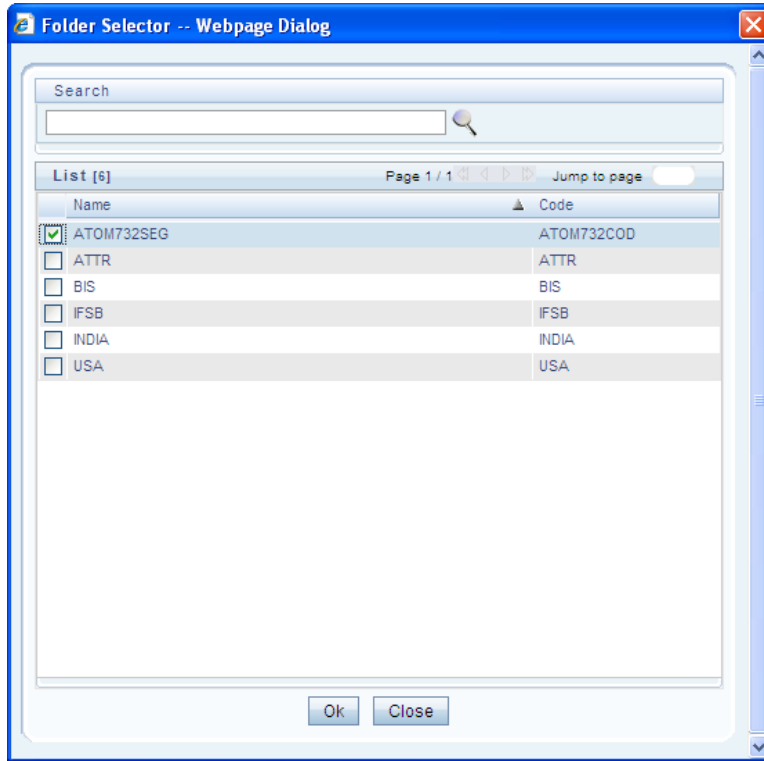 Folder Selector -- Webpage Dialog
Search
List [6] Page 1 / 1 Jump to page
Name Code
ATOM732SEG ATOM732COD
ATTR ATTR
BIS BIS
IFSB IFSB
INDIA INDIA
USA USA
Ok Close